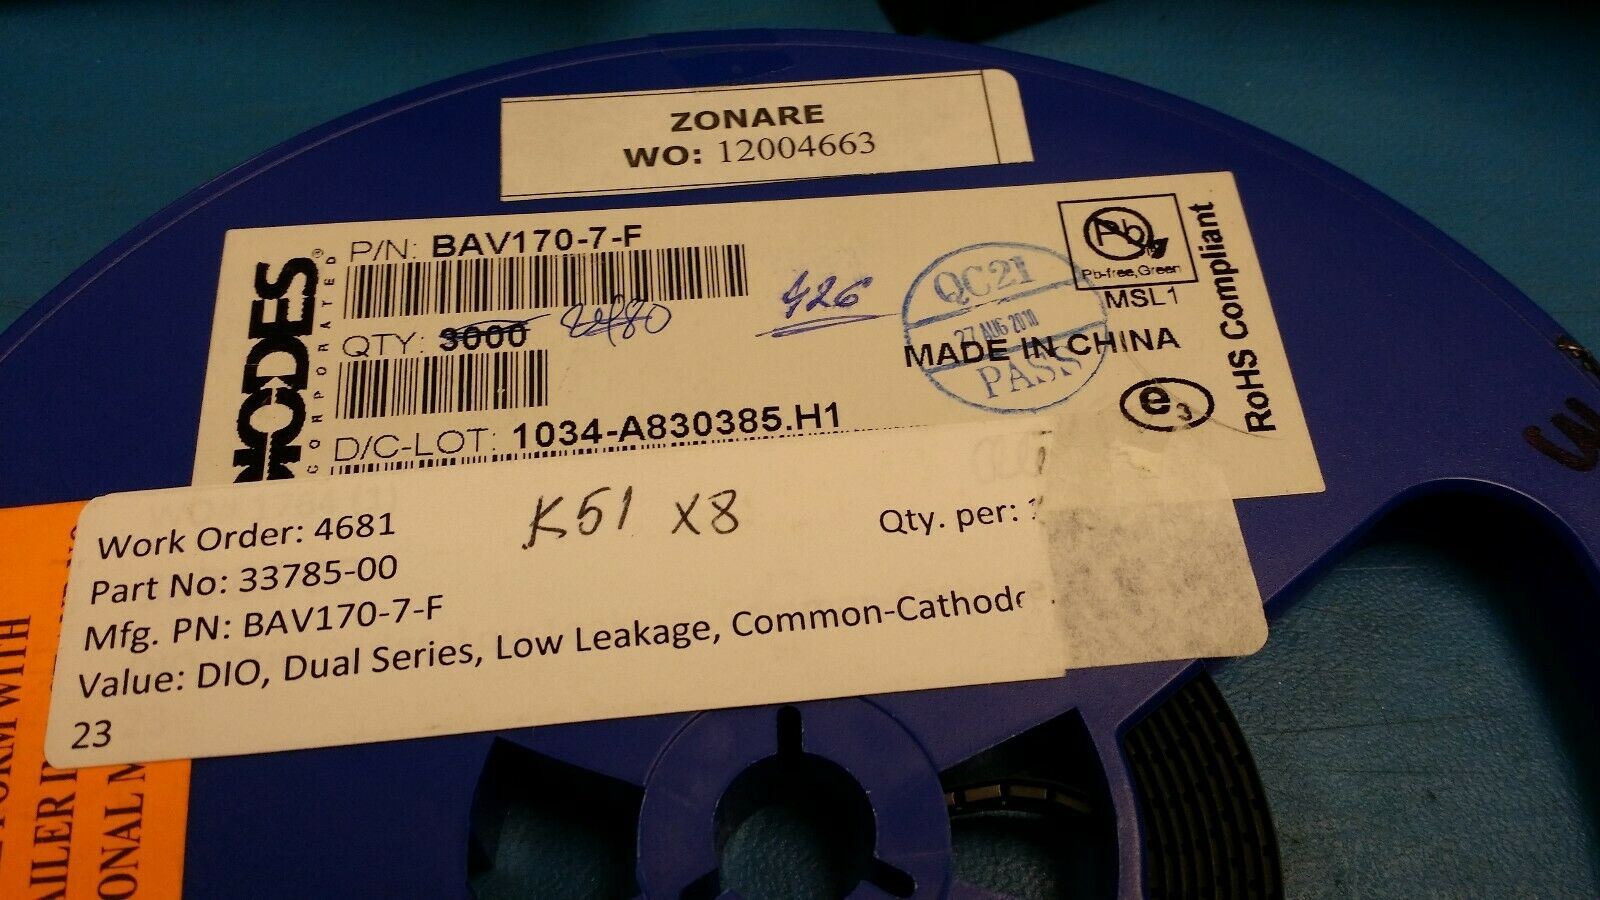 ZONARE
WO: 12004663
P/N: BAV170-7-F
QTY: 3000
426
D/C-LOT: 1034-A830385.H1
QC21
27 AUG 2010
PASS
MADE IN CHINA
Pb
Pb-free, Green
MSL1
e3
RoHS Compliant
INCORPORATED
Work Order: 4681
K51 X8
Qty. per:
Part No: 33785-00
Mfg. PN: BAV170-7-F
Value: DIO, Dual Series, Low Leakage, Common-Cathode
23